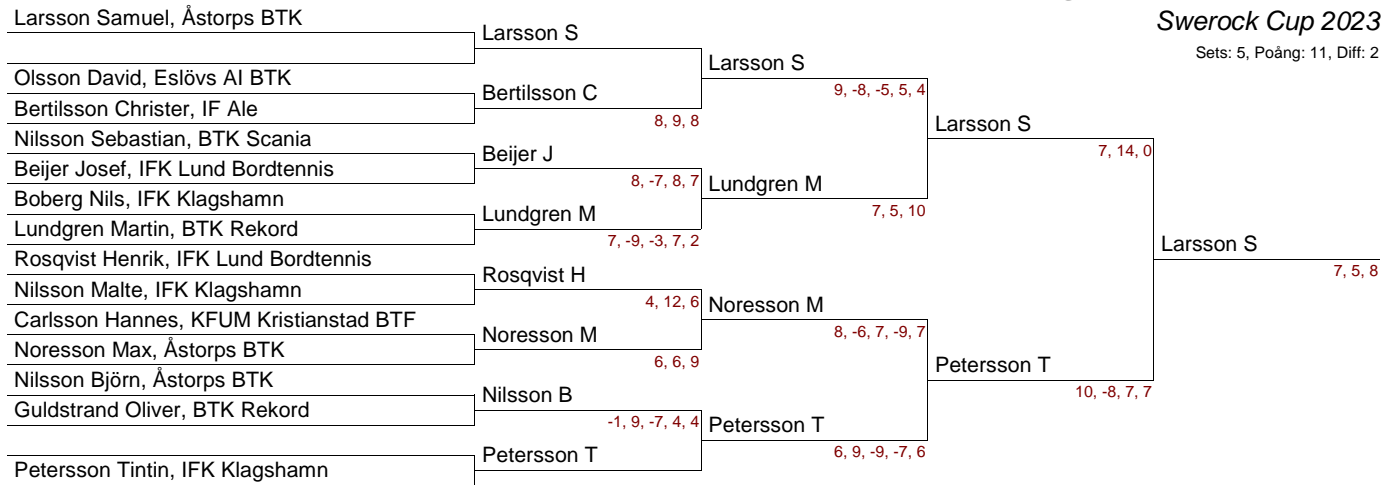 Swerock Cup 2023
Sets: 5, Poång: 11, Diff: 2
Larsson Samuel, Åstorps BTK
Olsson David, Eslövs AI BTK
Bertilsson Christer, IF Ale
Nilsson Sebastian, BTK Scania
Beijer Josef, IFK Lund Bordtennis
Boberg Nils, IFK Klagshamn
Lundgren Martin, BTK Rekord
Rosqvist Henrik, IFK Lund Bordtennis
Nilsson Malte, IFK Klagshamn
Carlsson Hannes, KFUM Kristianstad BTF
Noresson Max, Åstorps BTK
Nilsson Björn, Åstorps BTK
Guldstrand Oliver, BTK Rekord
Petersson Tintin, IFK Klagshamn
Larsson S
Bertilsson C
8, 9, 8
Beijer J
8, -7, 8, 7
Lundgren M
7, -9, -3, 7, 2
Rosqvist H
4, 12, 6
Noresson M
6, 6, 9
Nilsson B
-1, 9, -7, 4, 4
Petersson T
Larsson S
9, -8, -5, 5, 4
Lundgren M
7, 5, 10
Noresson M
8, -6, 7, -9, 7
Petersson T
6, 9, -9, -7, 6
Larsson S
7, 14, 0
Petersson T
10, -8, 7, 7
Larsson S
7, 5, 8